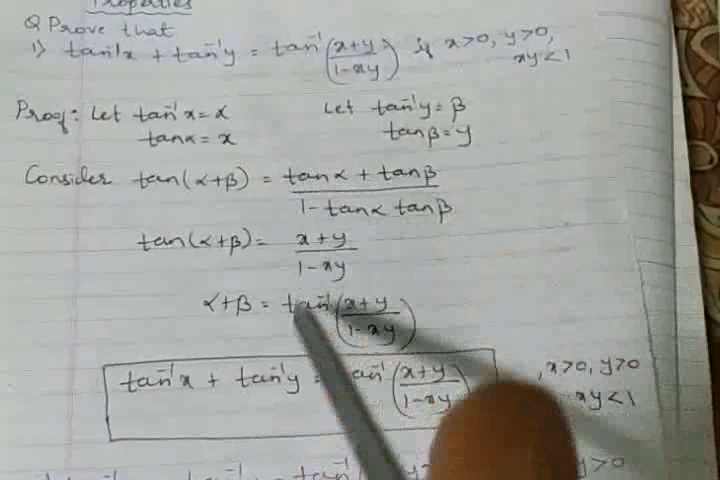 Properties
Q Prove that
1) tan⁻¹x + tan⁻¹y = tan⁻¹(x+y/1-xy) if x>0, y>0, xy<1
Proof: Let tan⁻¹x = α Let tan⁻¹y = β
tanα = x tanβ = y
Consider tan(α+β) = tanα + tanβ / 1 - tanα tanβ
tan(α+β) = x+y / 1-xy
α+β = tan⁻¹(x+y/1-xy)
tan⁻¹x + tan⁻¹y = tan⁻¹(x+y/1-xy) , x>0, y>0
xy<1
y>0